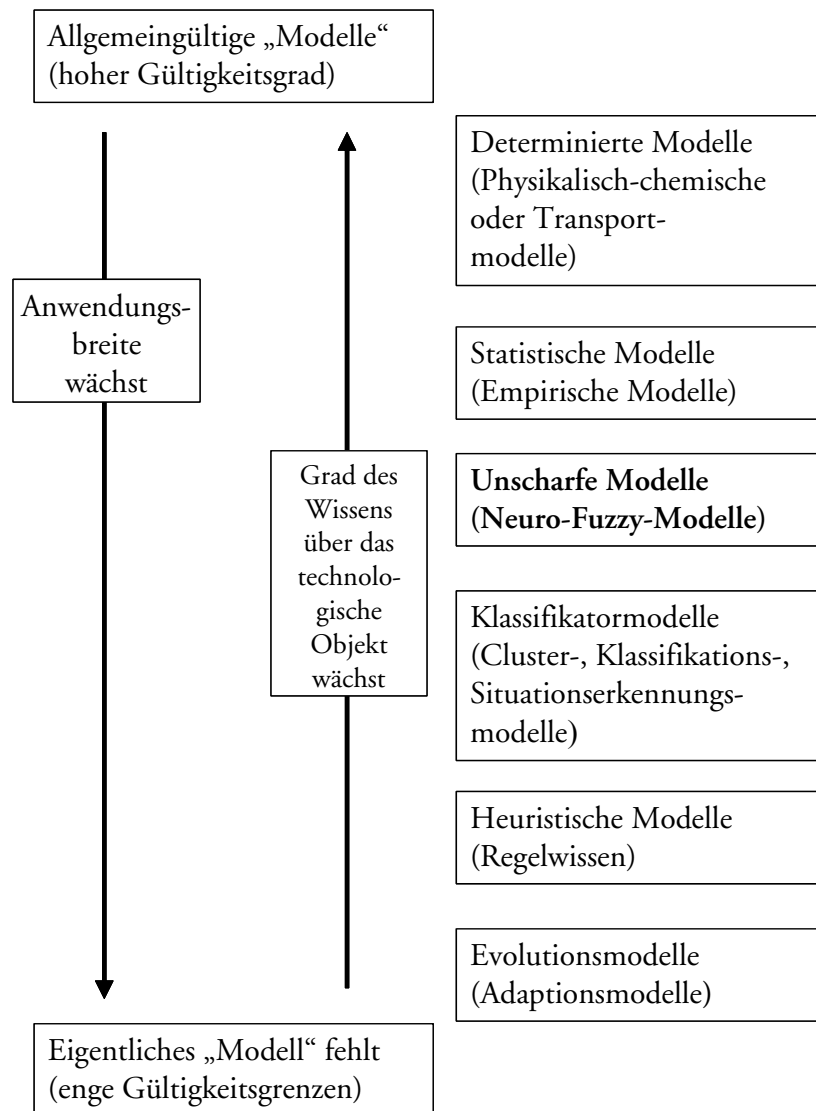 Allgemeingültige „Modelle“
(hoher Gültigkeitsgrad)
Determinierte Modelle
(Physikalisch-chemische
oder Transport-
modelle)
Anwendungs-
breite
wächst
Statistische Modelle
(Empirische Modelle)
Grad des
Wissens
über das
technolo-
gische
Objekt
wächst
Unscharfe Modelle
(Neuro-Fuzzy-Modelle)
Klassifikatormodelle
(Cluster-, Klassifikations-,
Situationserkennungs-
modelle)
Heuristische Modelle
(Regelwissen)
Evolutionsmodelle
(Adaptionsmodelle)
Eigentliches „Modell“ fehlt
(enge Gültigkeitsgrenzen)